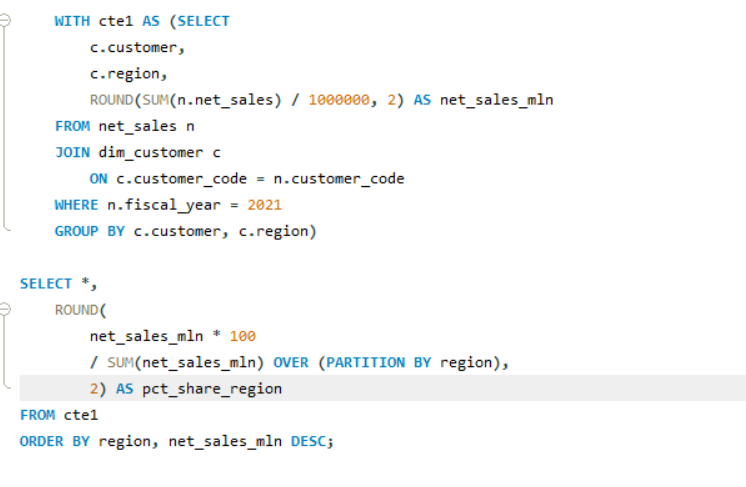 WITH cte1 AS (SELECT
c.customer,
c.region,
ROUND(SUM(n.net_sales) / 1000000, 2) AS net_sales_mln
FROM net_sales n
JOIN dim_customer c
ON c.customer_code = n.customer_code
WHERE n.fiscal_year = 2021
GROUP BY c.customer, c.region)
SELECT *,
ROUND(
net_sales_mln * 100
/ SUM(net_sales_mln) OVER (PARTITION BY region),
2) AS pct_share_region
FROM cte1
ORDER BY region, net_sales_mln DESC;